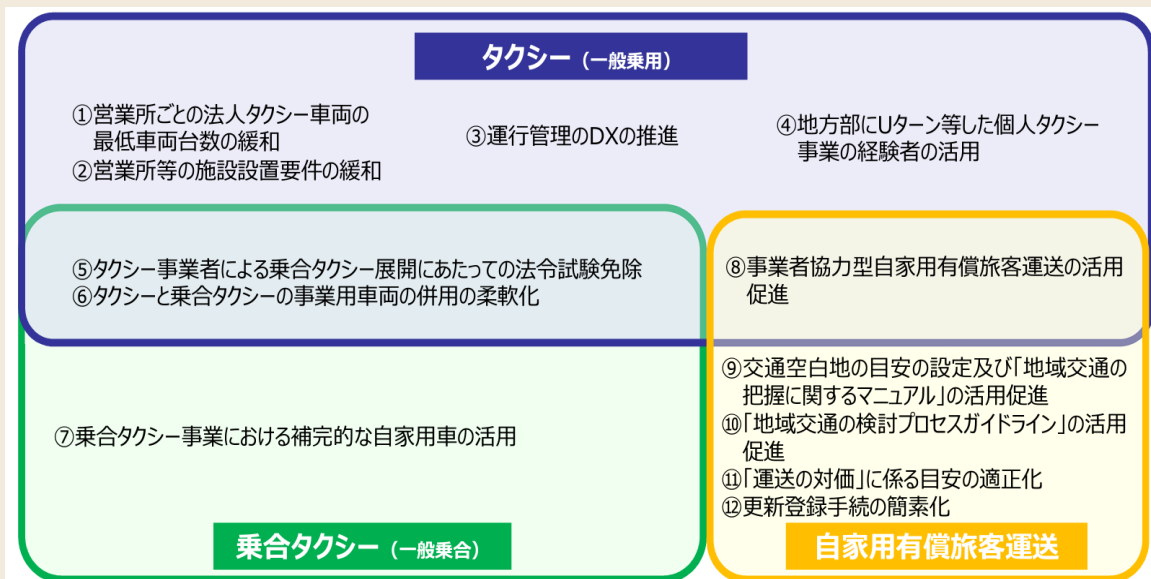 タクシー（一般乗用）
①営業所ごとの法人タクシー車両の
最低車両台数の緩和
②営業所等の施設設置要件の緩和
③運行管理のDXの推進
④地方部にUターン等した個人タクシー
事業の経験者の活用
⑤タクシー事業者による乗合タクシー展開にあたっての法令試験免除
⑥タクシーと乗合タクシーの事業用車両の併用の柔軟化
⑧事業者協力型自家用有償旅客運送の活用
促進
⑦乗合タクシー事業における補完的な自家用車の活用
⑨交通空白地の目安の設定及び「地域交通の
把握に関するマニュアル」の活用促進
⑩「地域交通の検討プロセスガイドライン」の活用
促進
⑪「運送の対価」に係る目安の適正化
⑫更新登録手続の簡素化
乗合タクシー（一般乗合）
自家用有償旅客運送